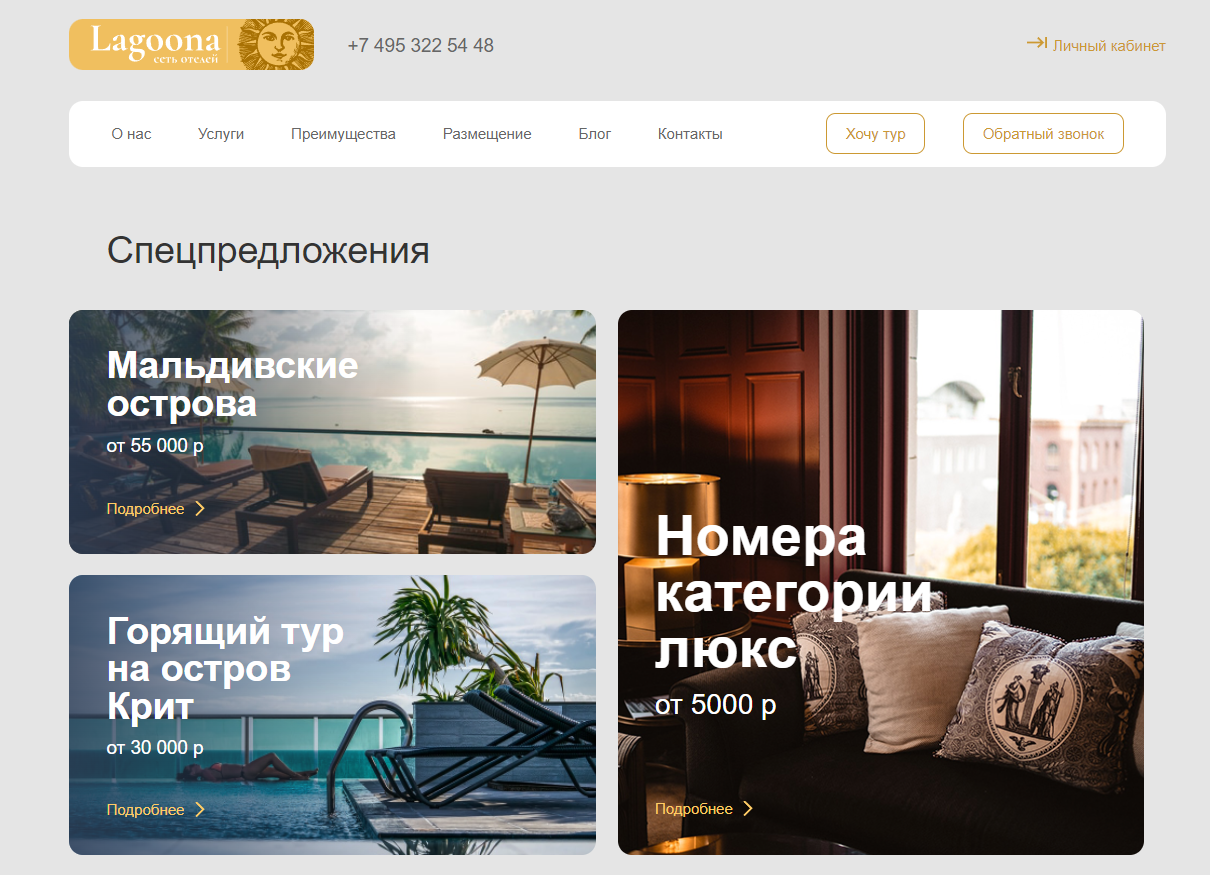 Lagoona
сеть отелей
+7 495 322 54 48
Личный кабинет
О нас
Услуги
Преимущества
Размещение
Блог
Контакты
Хочу тур
Обратный звонок
Спецпредложения
Мальдивские
острова
от 55 000 р
Подробнее
Горящий тур
на остров
Крит
от 30 000 р
Подробнее
Номера
категории
люкс
от 5000 р
Подробнее